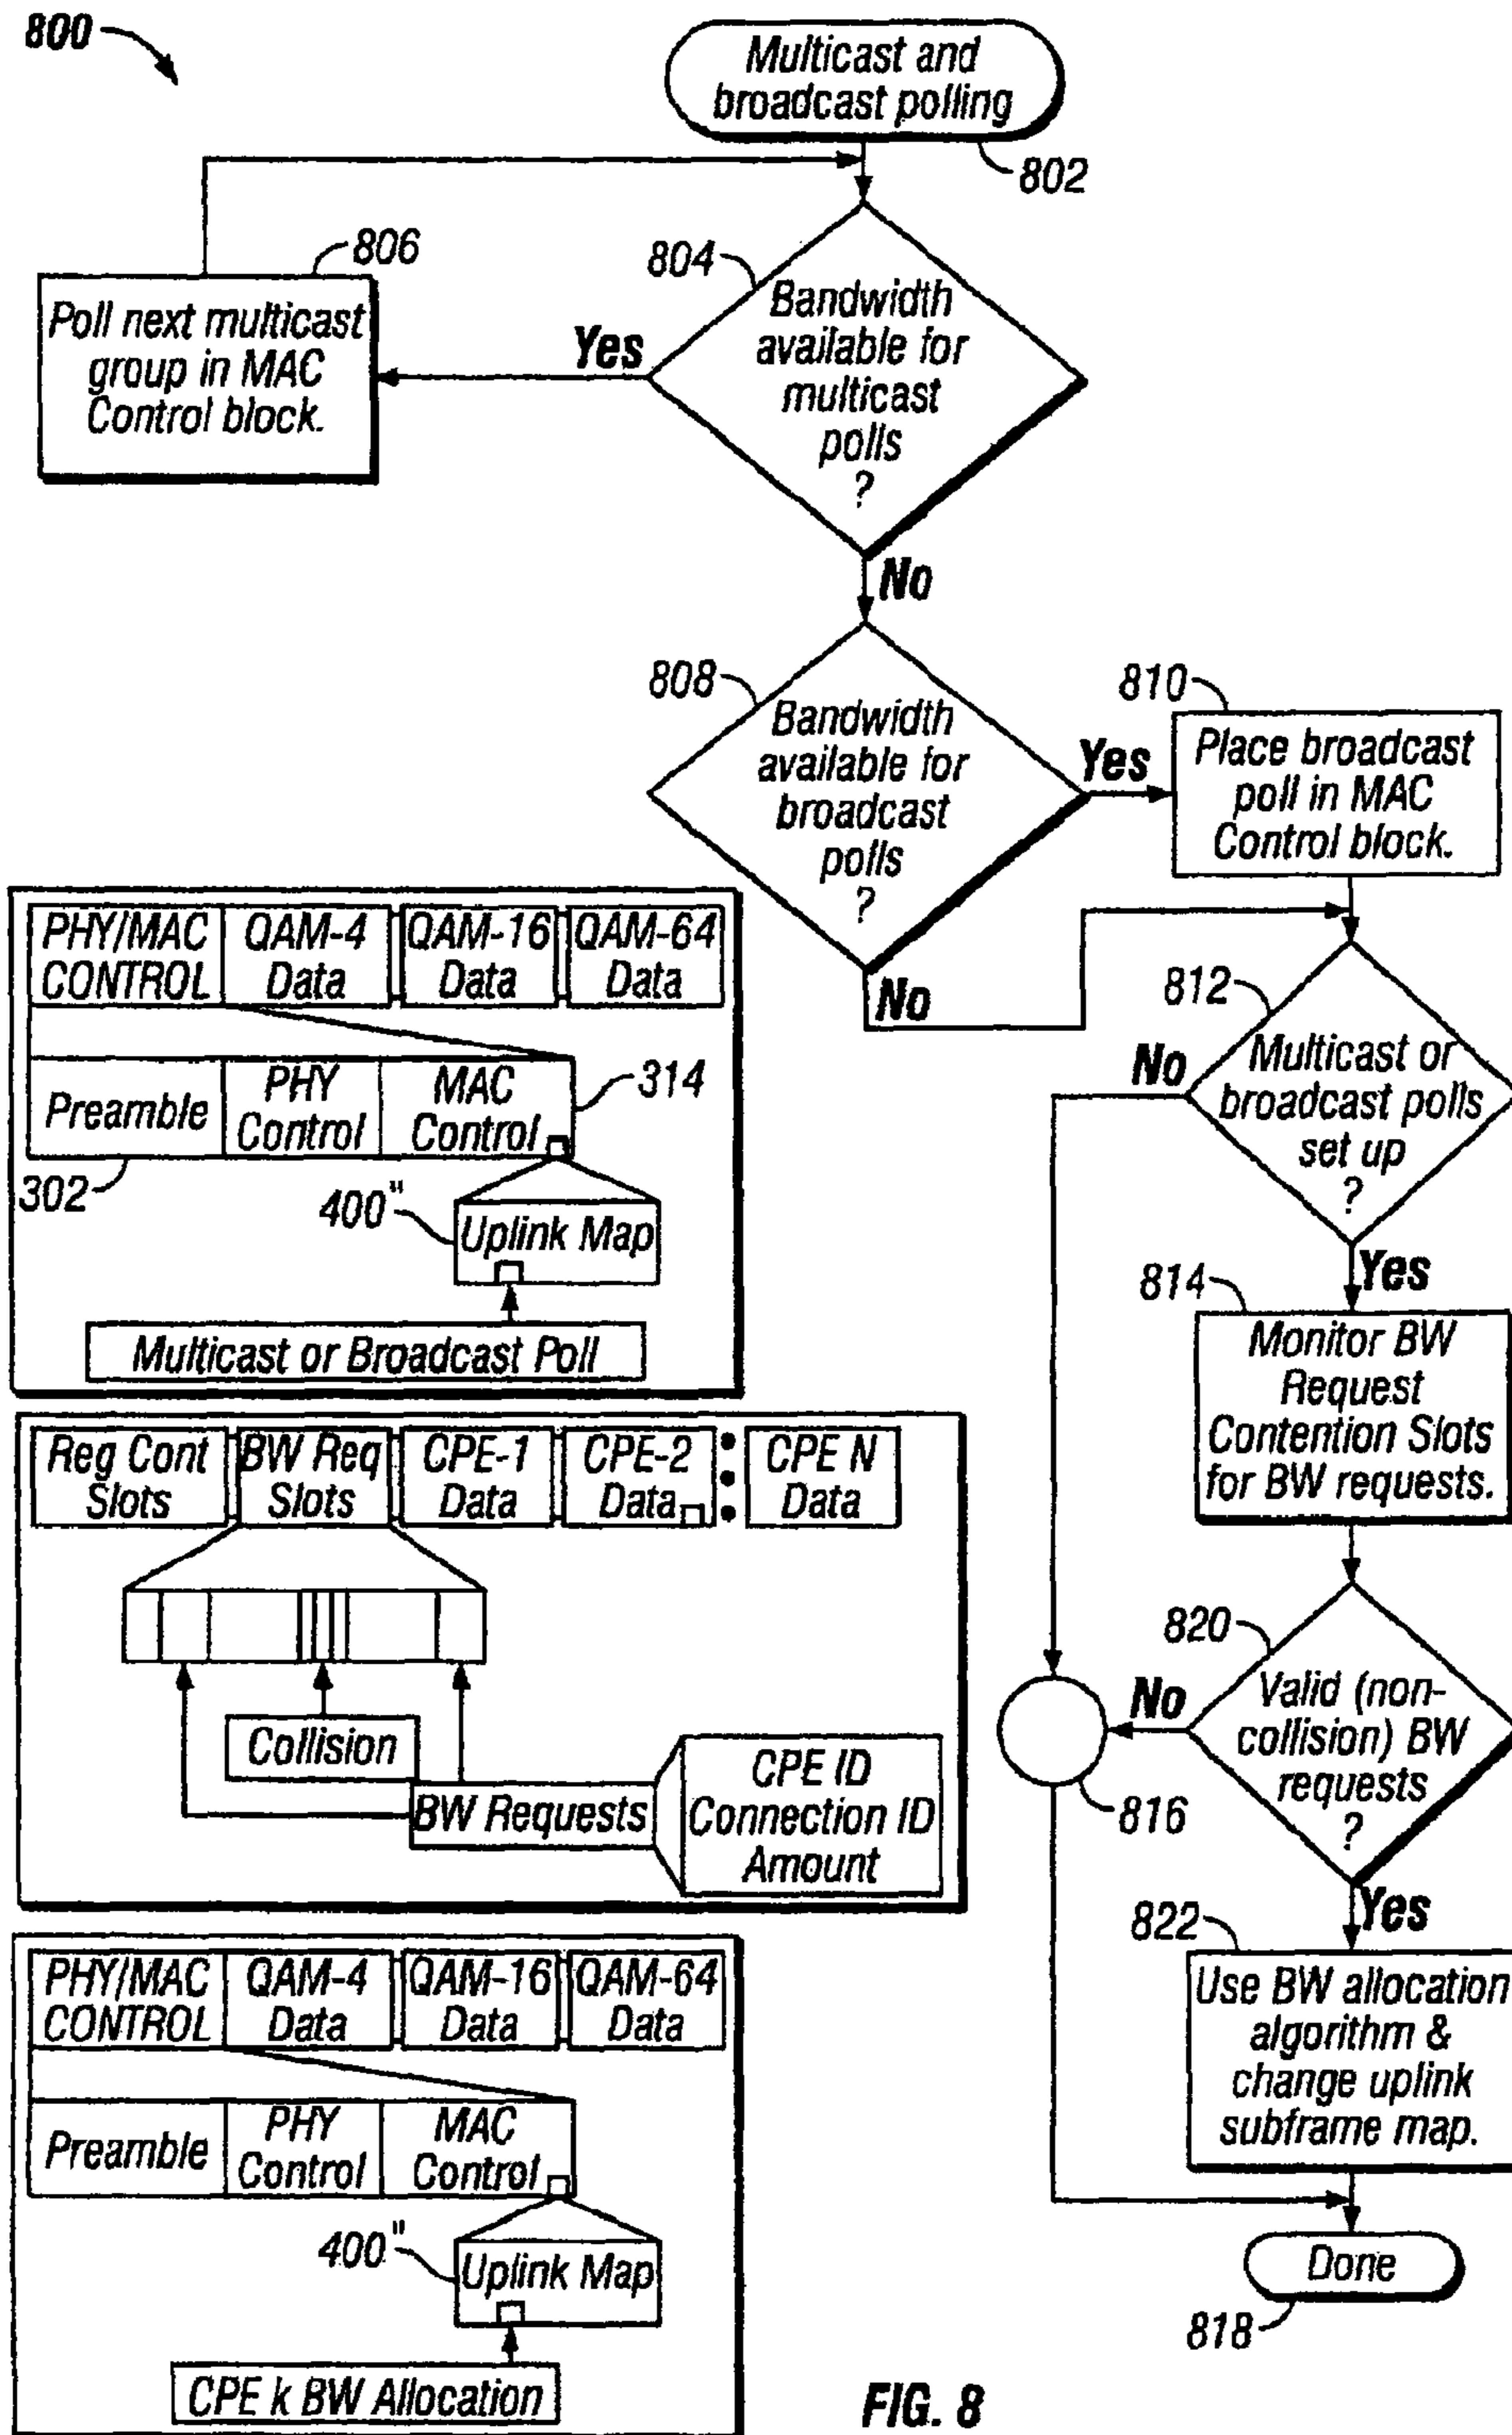 800
Multicast and
broadcast polling
802
806
Poll next multicast
group in MAC
Control block.
804
Bandwidth
available for
multicast
polls
?
Yes
No
808
Bandwidth
available for
broadcast
polls
?
Yes
No
810
Place broadcast
poll in MAC
Control block.
812
Multicast or
broadcast polls
set up
?
No
Yes
814
Monitor BW
Request
Contention Slots
for BW requests.
820
Valid (non-
collision) BW
requests
?
No
816
Yes
822
Use BW allocation
algorithm &
change uplink
subframe map.
Done
818
PHY/MAC
CONTROL
QAM-4
Data
QAM-16
Data
QAM-64
Data
Preamble
PHY
Control
MAC
Control
314
302
400"
Uplink Map
Multicast or Broadcast Poll
Reg Cont
Slots
BW Req
Slots
CPE-1
Data
CPE-2
Data
CPE N
Data
Collision
BW Requests
CPE ID
Connection ID
Amount
PHY/MAC
CONTROL
QAM-4
Data
QAM-16
Data
QAM-64
Data
Preamble
PHY
Control
MAC
Control
400"
Uplink Map
CPE k BW Allocation
FIG. 8